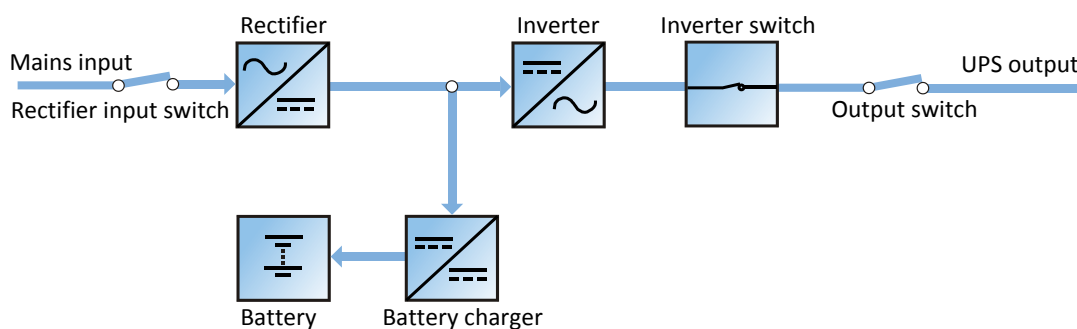 Rectifier
Inverter
Inverter switch
Mains input
UPS output
Rectifier input switch
Output switch
Battery
Battery charger